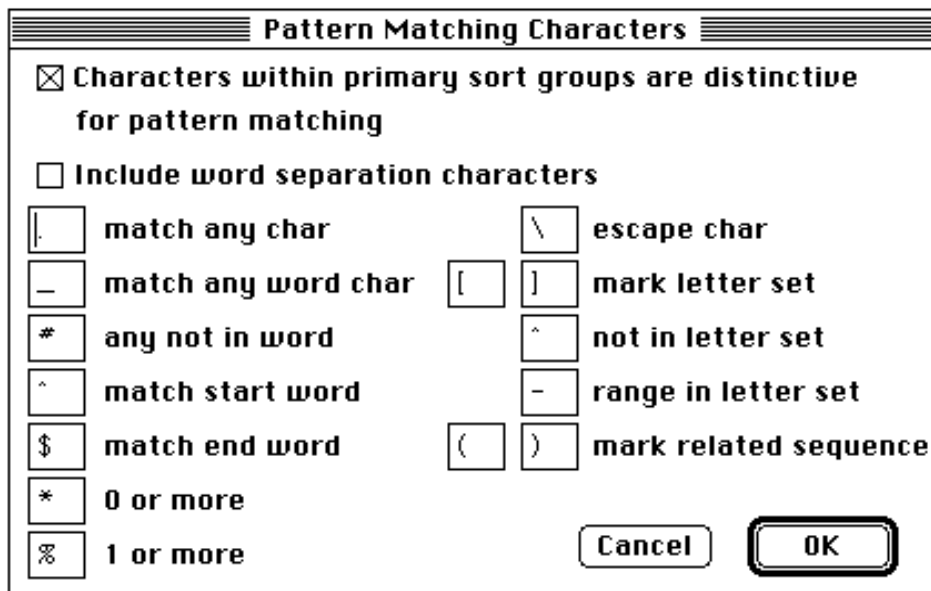 Pattern Matching Characters
Characters within primary sort groups are distinctive
for pattern matching
Include word separation characters
. match any char \ escape char
_ match any word char [ ] mark letter set
# any not in word ^ not in letter set
^ match start word - range in letter set
$ match end word ( ) mark related sequence
* 0 or more
% 1 or more
Cancel OK